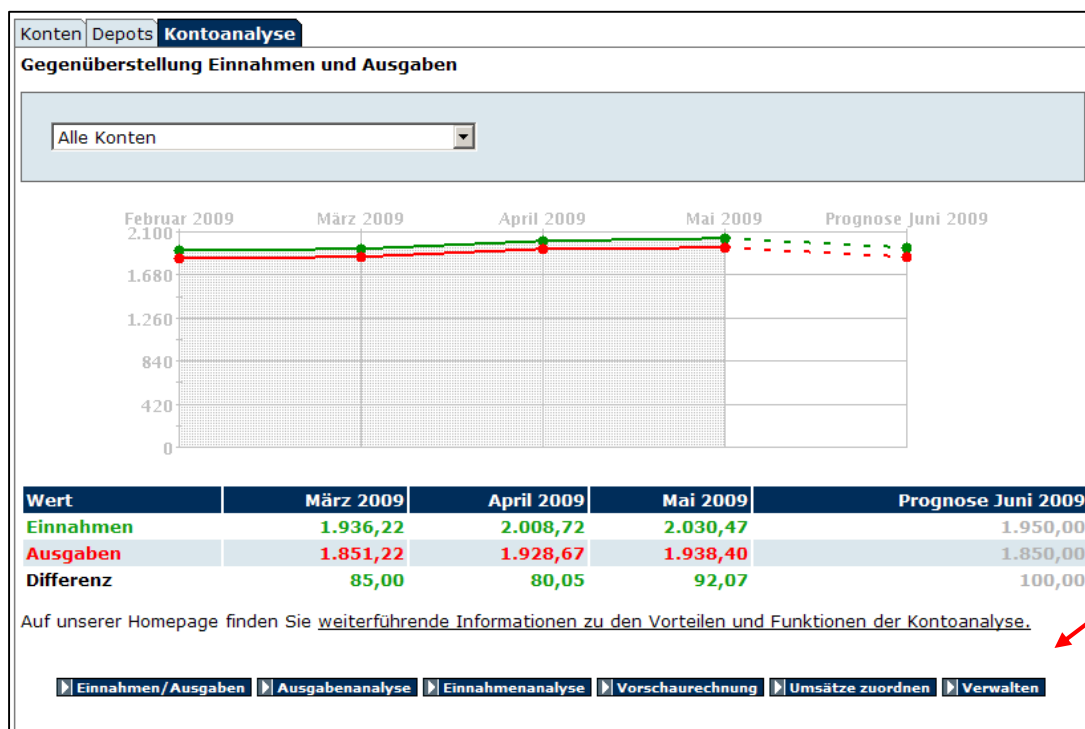 Konten Depots Kontoanalyse
Gegenüberstellung Einnahmen und Ausgaben
Alle Konten
Februar 2009 März 2009 April 2009 Mai 2009 Prognose Juni 2009
2.100
1.680
1.260
840
420
0
Wert März 2009 April 2009 Mai 2009 Prognose Juni 2009
Einnahmen 1.936,22 2.008,72 2.030,47 1.950,00
Ausgaben 1.851,22 1.928,67 1.938,40 1.850,00
Differenz 85,00 80,05 92,07 100,00
Auf unserer Homepage finden Sie weiterführende Informationen zu den Vorteilen und Funktionen der Kontoanalyse.
Einnahmen/Ausgaben Ausgabenanalyse Einnahmenanalyse Vorschaurechnung Umsätze zuordnen Verwalten